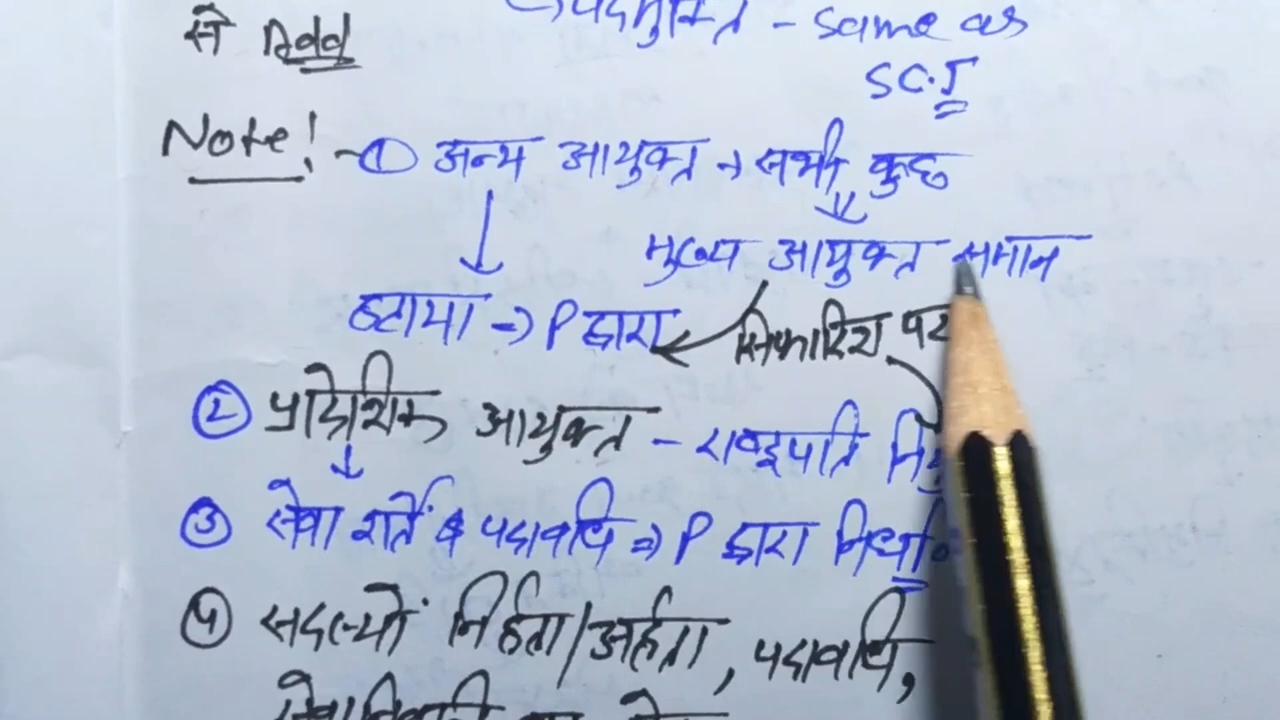 से Add
पदमुक्ति - Same as
SC.J
Note! - ① अन्य आयुक्त → सभी कुछ
मुख्य आयुक्त समान
हटाया → P द्वारा सिफारिश पर
② प्रादेशिक आयुक्त - राष्ट्रपति
③ सेवा शर्तें व पदावधि → P द्वारा
④ सदस्यों निर्हता/अर्हता, पदावधि,